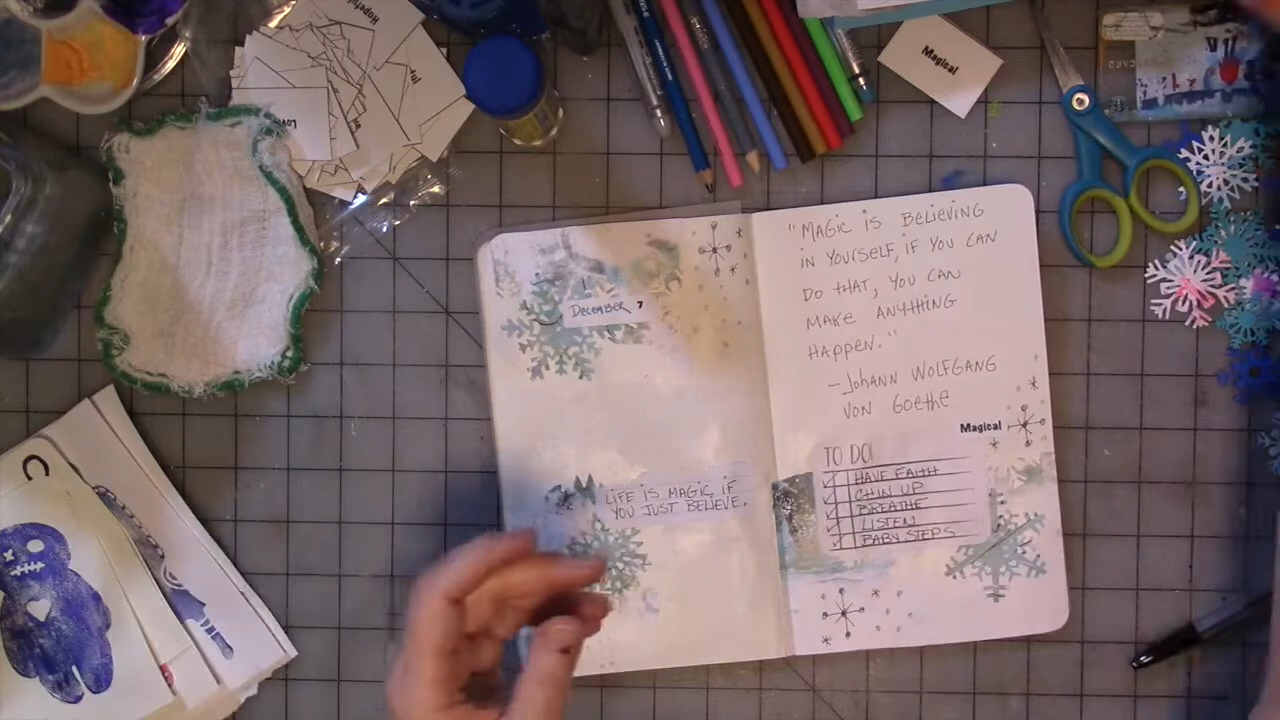 Hopeful
Magical
CARD
December 7
LIFE IS MAGIC IF
YOU JUST BELIEVE.
"MAGIC IS BELIEVING
IN YOURSELF, IF YOU CAN
DO THAT, YOU CAN
MAKE ANYTHING
HAPPEN."
-JOHANN WOLFGANG
VON GOETHE
Magical
TO DO
HAVE FAITH
CHIN UP
BREATHE
LISTEN
BABY STEPS